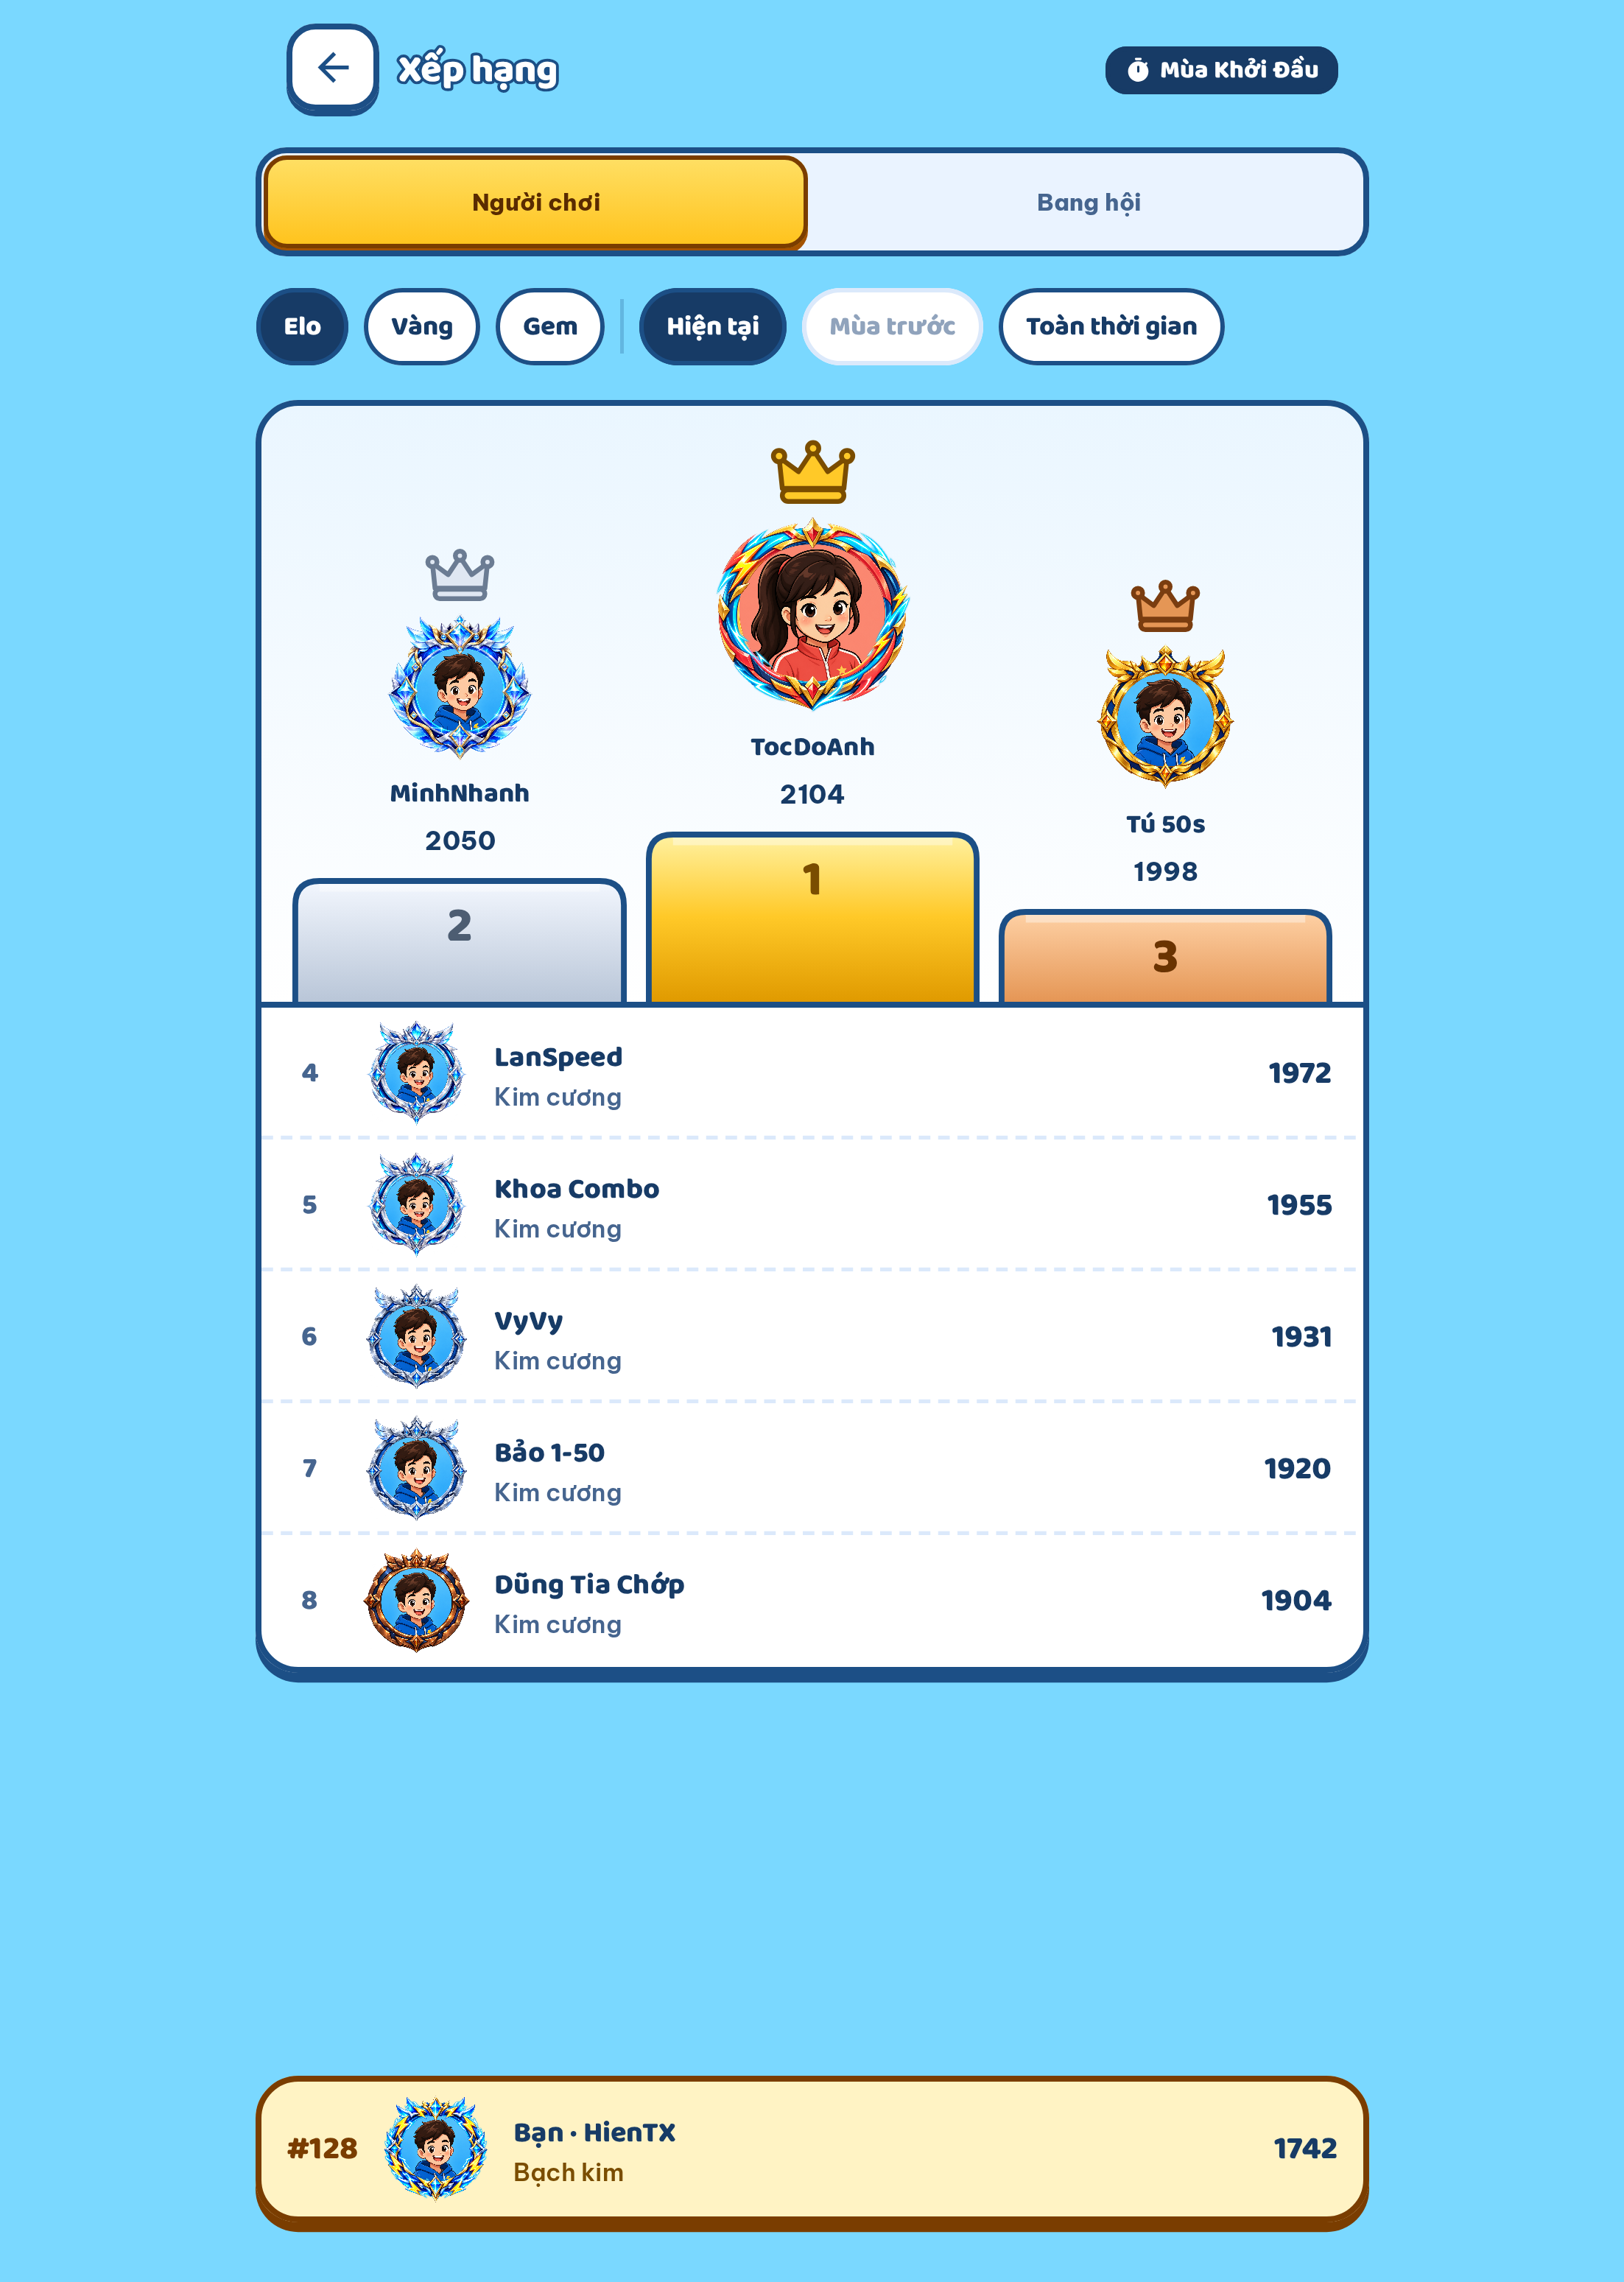 Xếp hạng
Mùa Khởi Đầu
Người chơi
Bang hội
Elo
Vàng
Gem
Hiện tại
Mùa trước
Toàn thời gian
TocDoAnh
2104
MinhNhanh
2050
Tú 50s
1998
1
2
3
4
LanSpeed
Kim cương
1972
5
Khoa Combo
Kim cương
1955
6
VyVy
Kim cương
1931
7
Bảo 1-50
Kim cương
1920
8
Dũng Tia Chớp
Kim cương
1904
#128
Bạn · HienTX
Bạch kim
1742